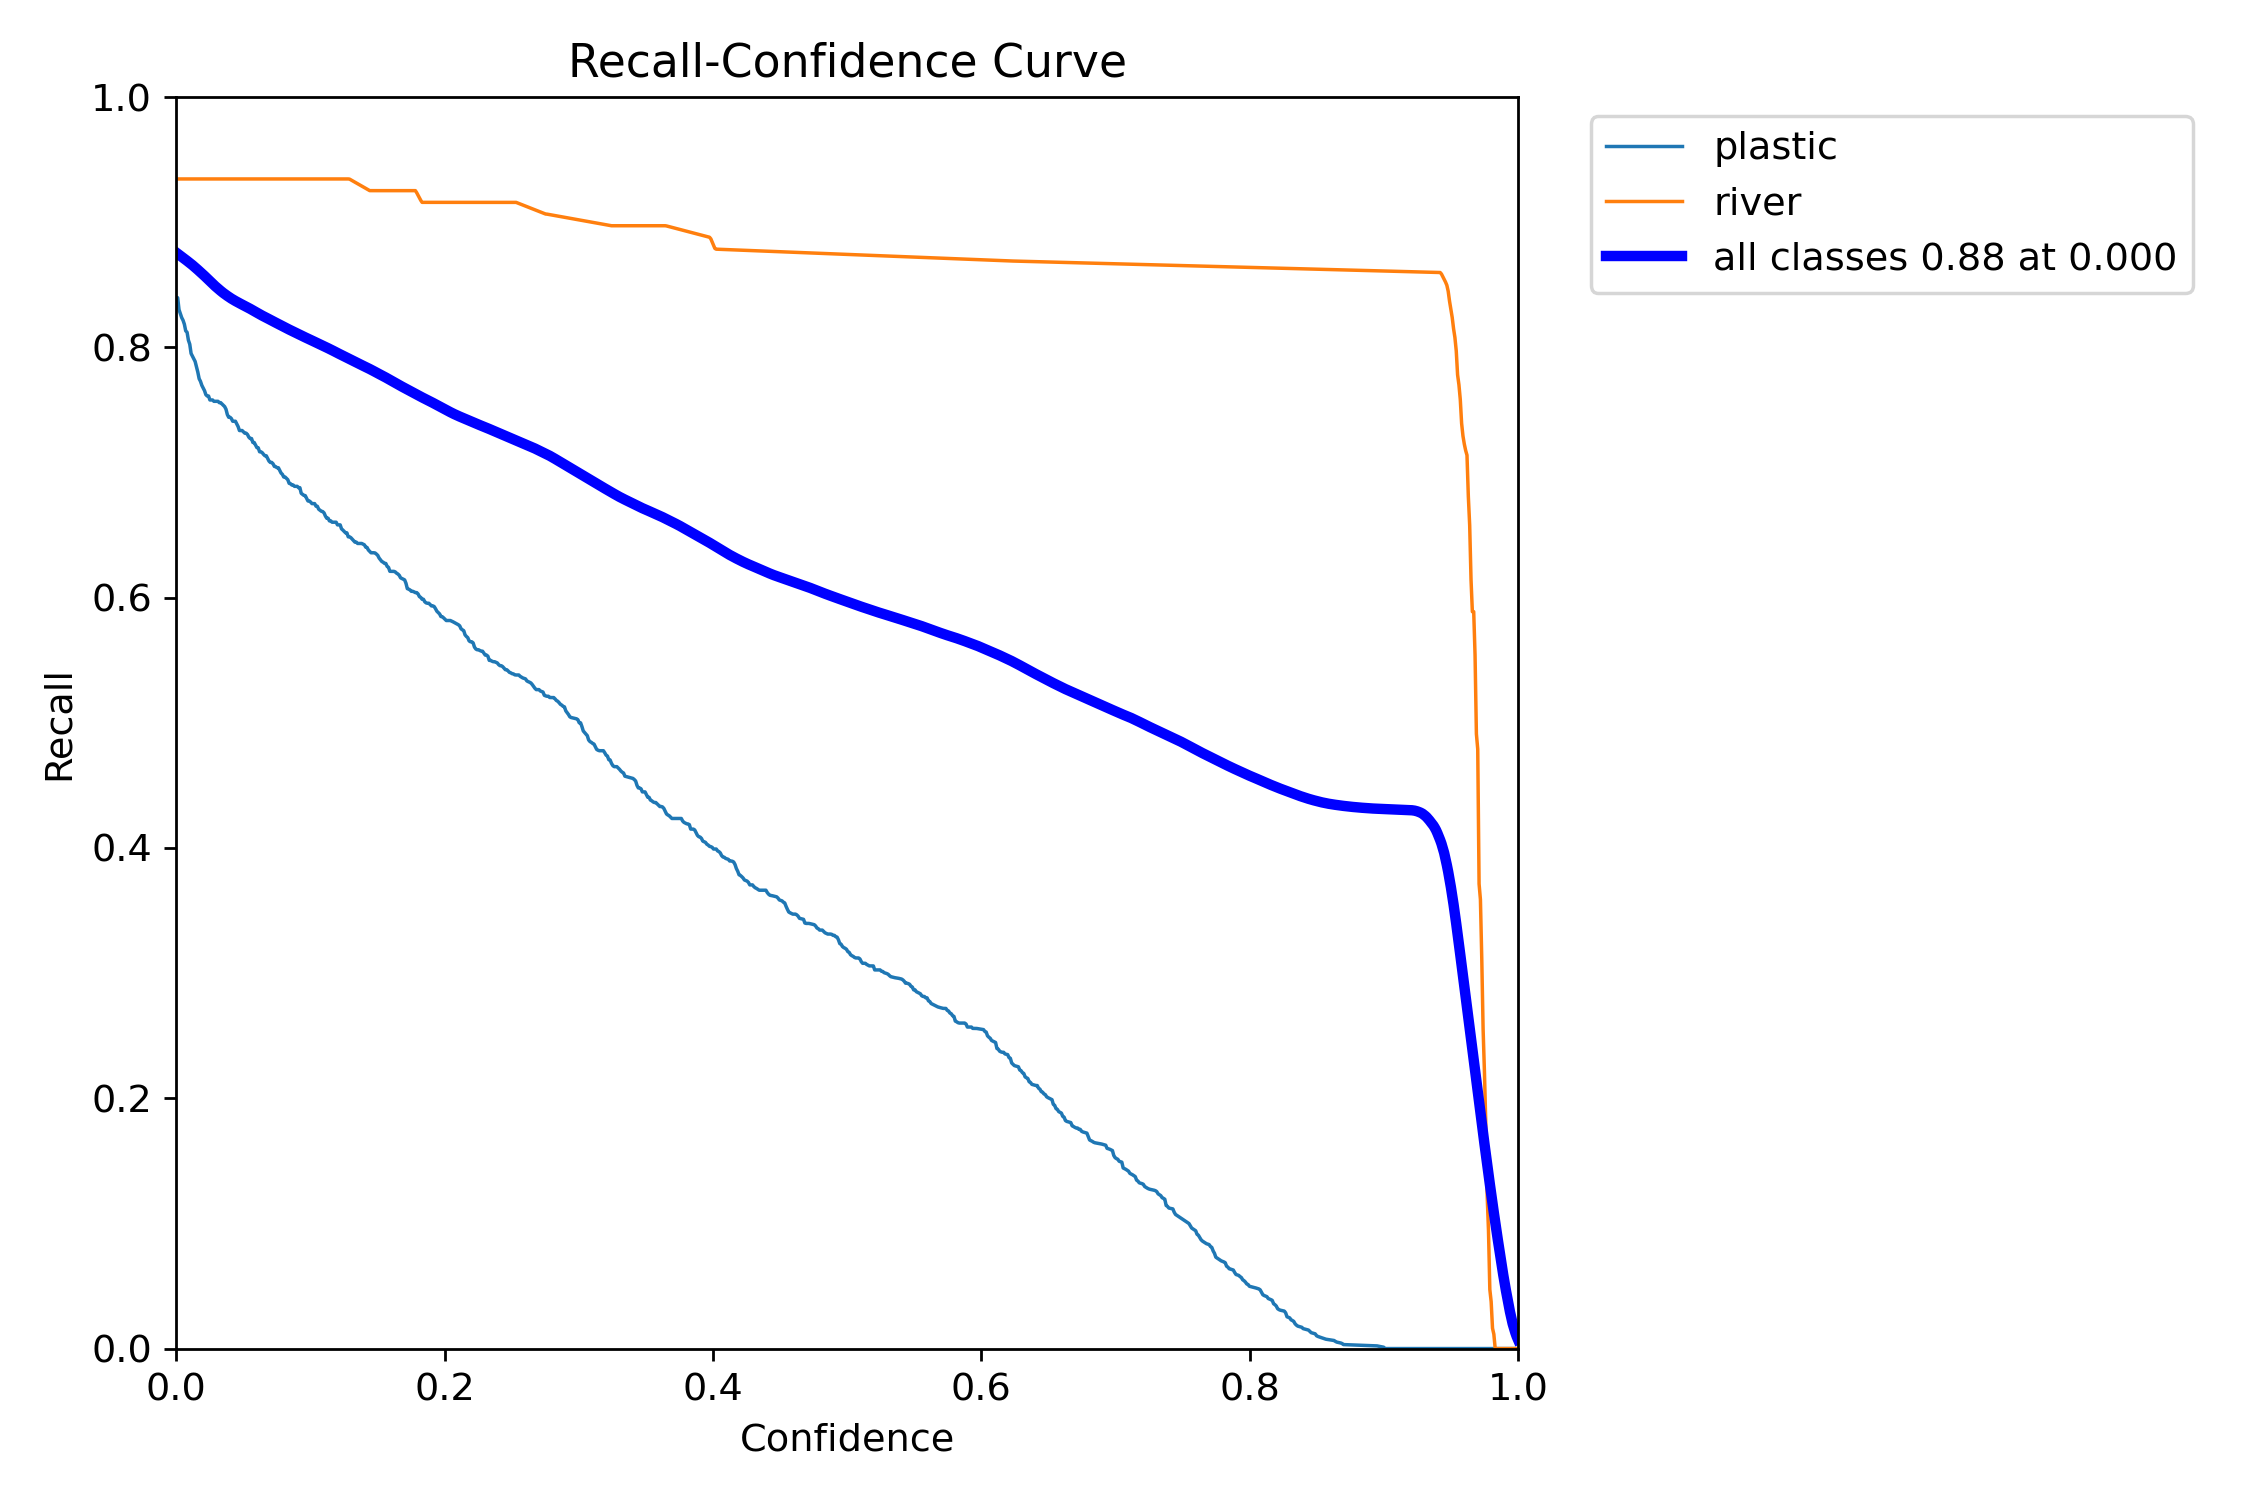 Recall-Confidence Curve
1.0
0.8
0.6
0.4
0.2
0.0
Recall
0.0 0.2 0.4 0.6 0.8 1.0
Confidence
plastic
river
all classes 0.88 at 0.000